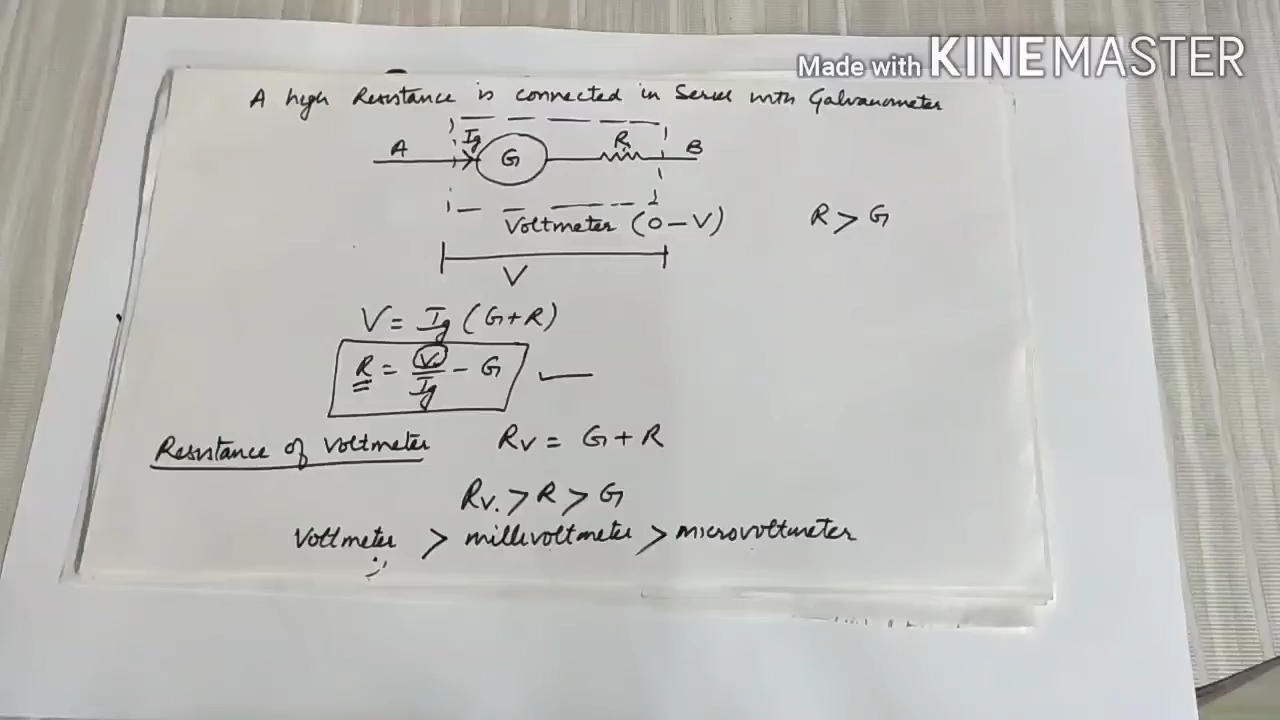 Made with KINEMASTER
A high Resistance is connected in Series with Galvanometer
A Ig G R B
Voltmeter (0 – V)
R > G
V
V = Ig (G+R)
R = V/Ig - G
Resistance of Voltmeter Rv = G + R
Rv. > R > G
Voltmeter > millivoltmeter > microvoltmeter